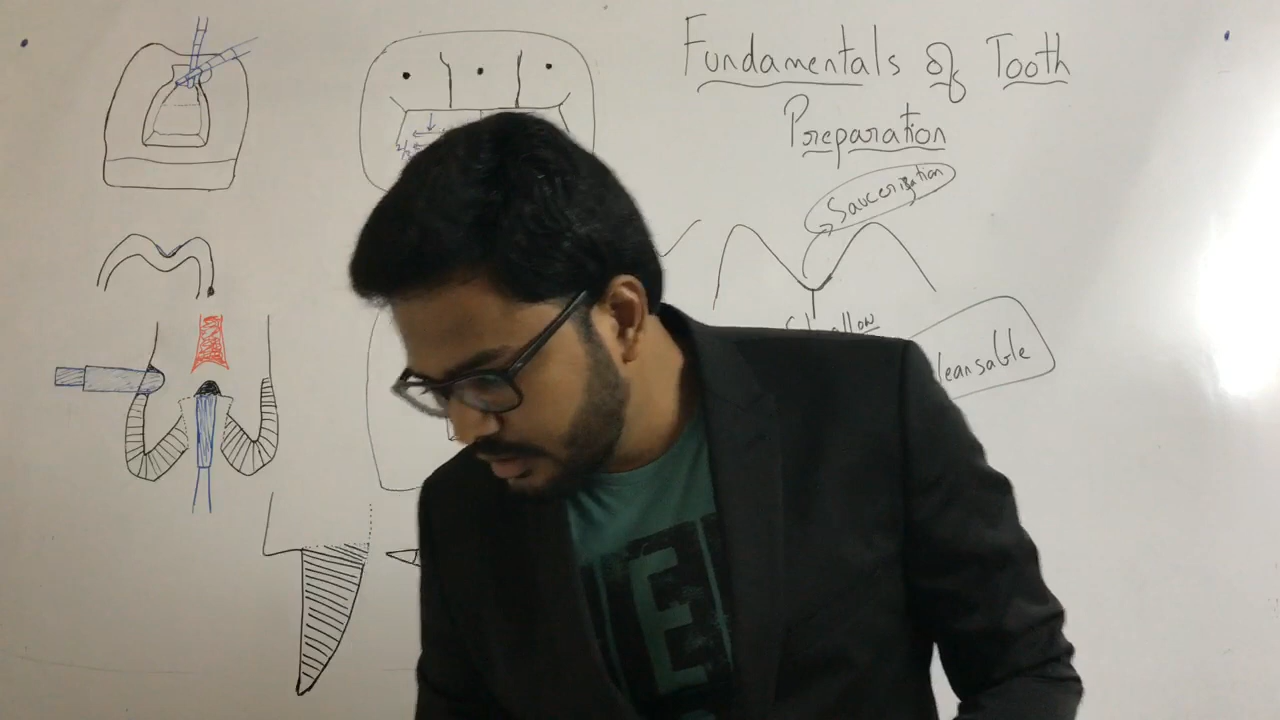 Fundamentals of Tooth
Preparation
Saucerization
E